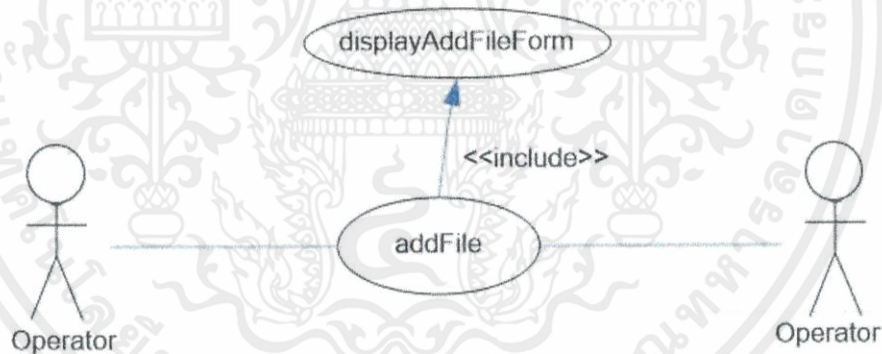 displayAddFileForm
<<include>>
addFile
Operator
Operator